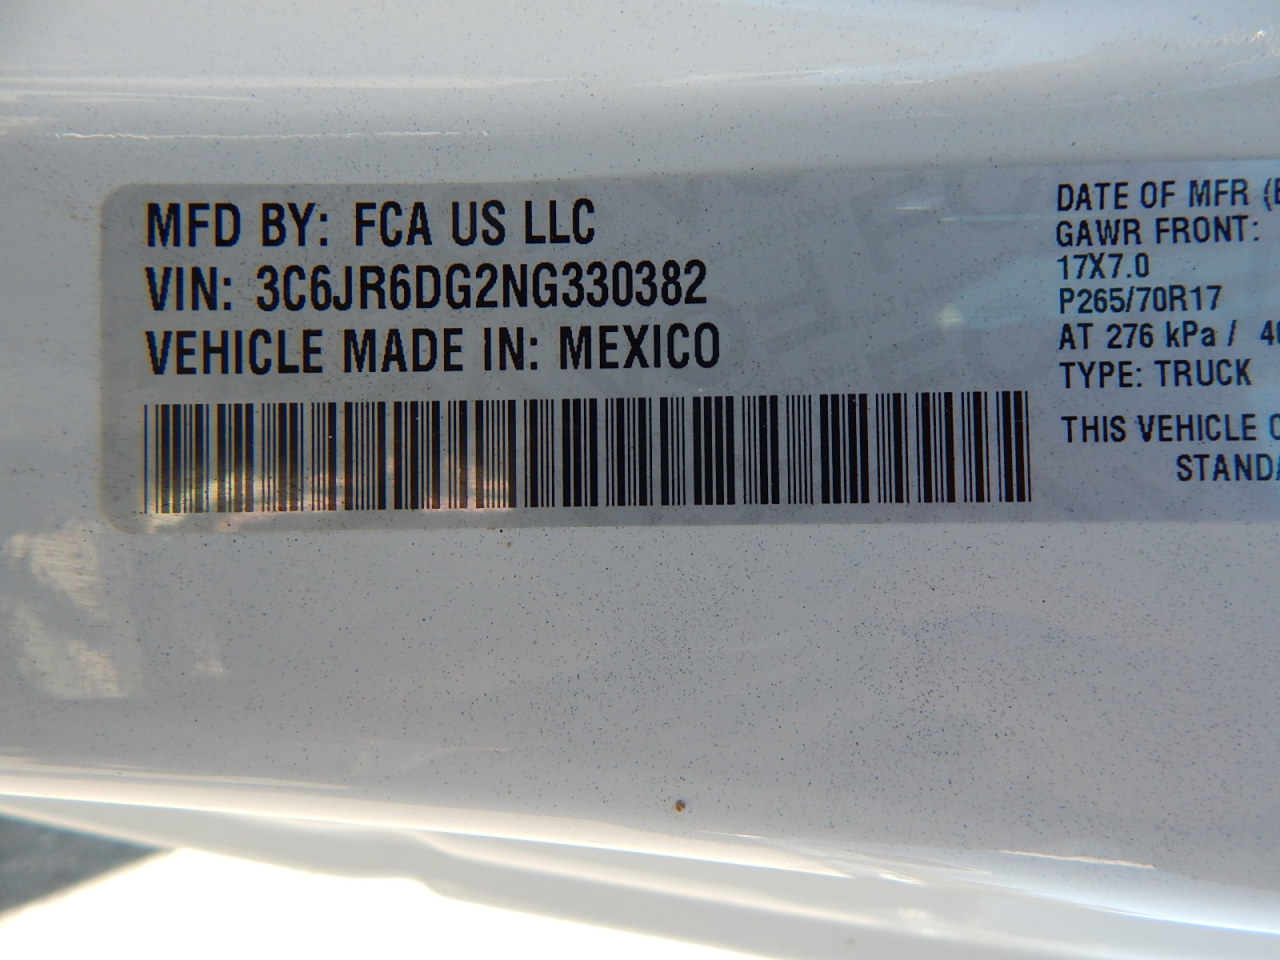 MFD BY: FCA US LLC
VIN: 3C6JR6DG2NG330382
VEHICLE MADE IN: MEXICO
DATE OF MFR
GAWR FRONT:
17X7.0
P265/70R17
AT 276 kPa /
TYPE: TRUCK
THIS VEHICLE